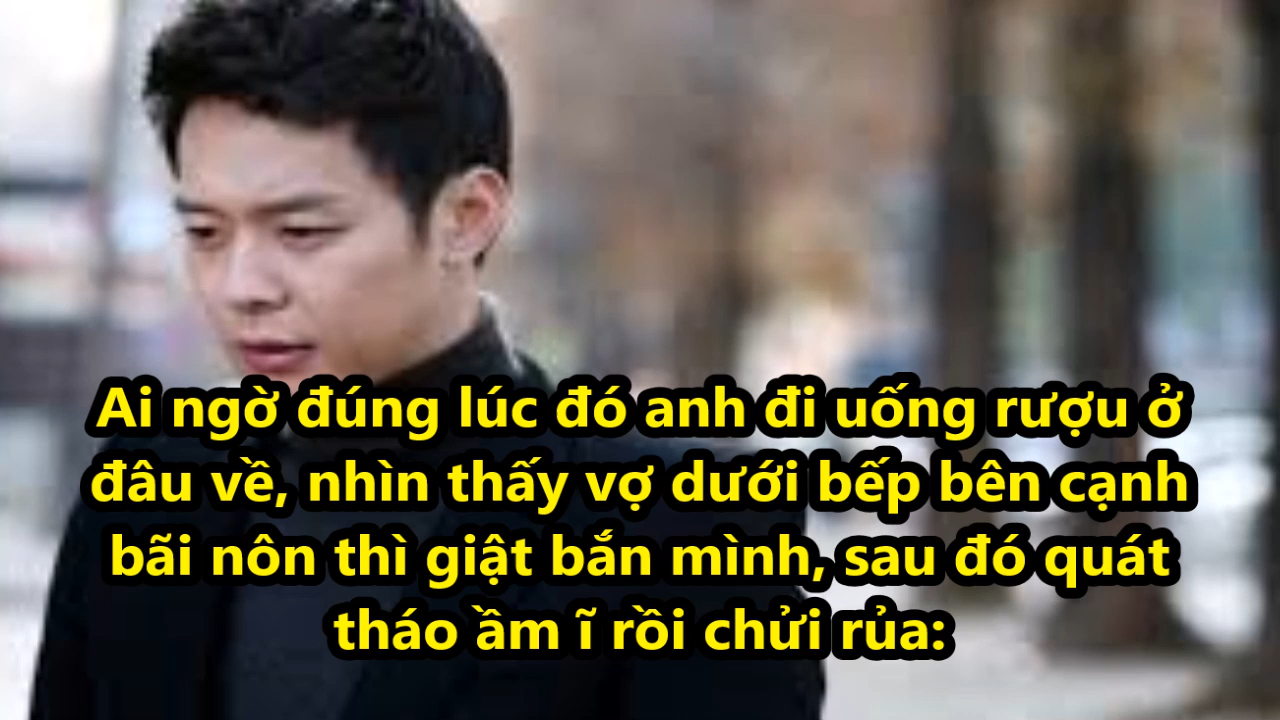 Ai ngờ đúng lúc đó anh đi uống rượu ở
đâu về, nhìn thấy vợ dưới bếp bên cạnh
bãi nôn thì giật bắn mình, sau đó quát
tháo ầm ĩ rồi chửi rủa: